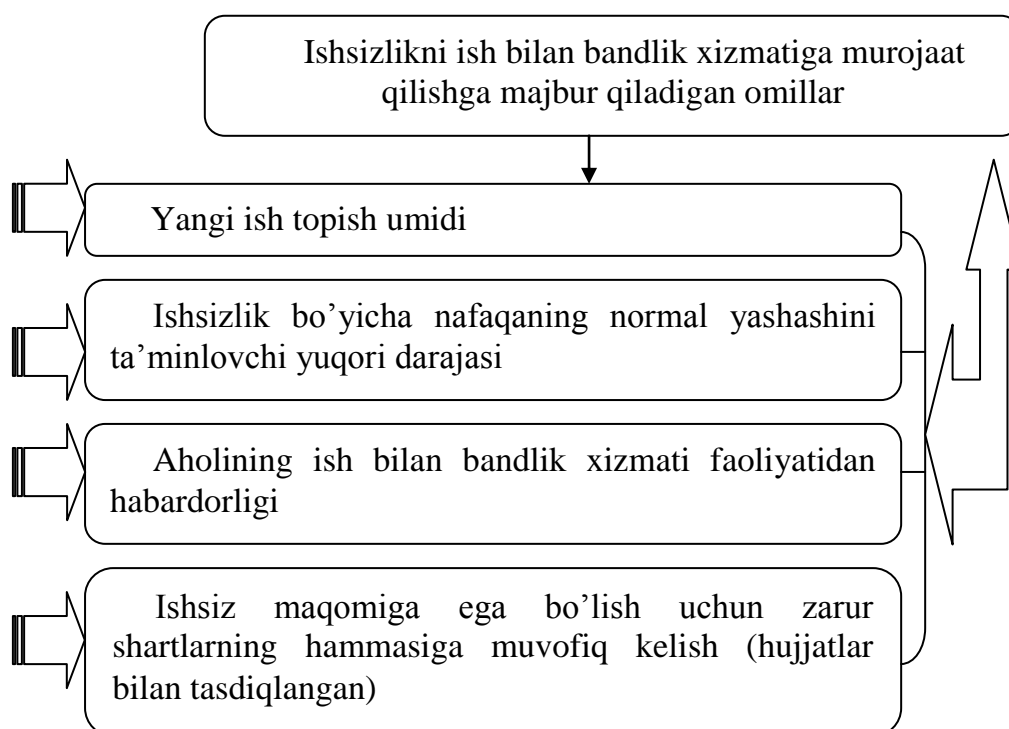 Ishsizlikni ish bilan bandlik xizmatiga murojaat
qilishga majbur qiladigan omillar
Yangi ish topish umidi
Ishsizlik bo’yicha nafaqaning normal yashashini
ta’minlovchi yuqori darajasi
Aholining ish bilan bandlik xizmati faoliyatidan
habardorligi
Ishsiz maqomiga ega bo’lish uchun zarur
shartlarning hammasiga muvofiq kelish (hujjatlar
bilan tasdiqlangan)